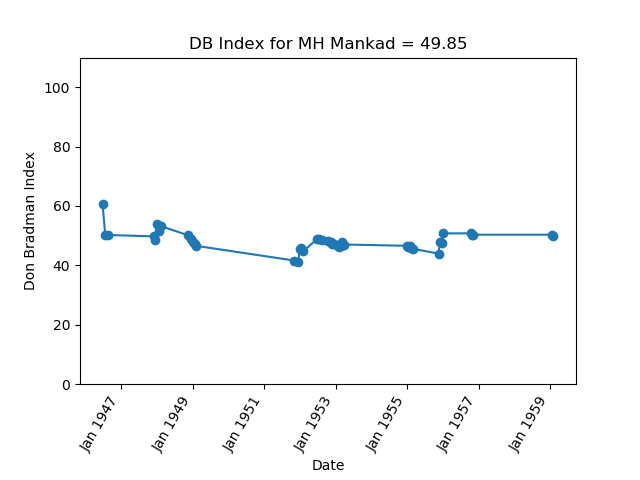 DB Index for MH Mankad = 49.85
Don Bradman Index
100
80
60
40
20
0
Jan 1947
Jan 1949
Jan 1951
Jan 1953
Jan 1955
Jan 1957
Jan 1959
Date